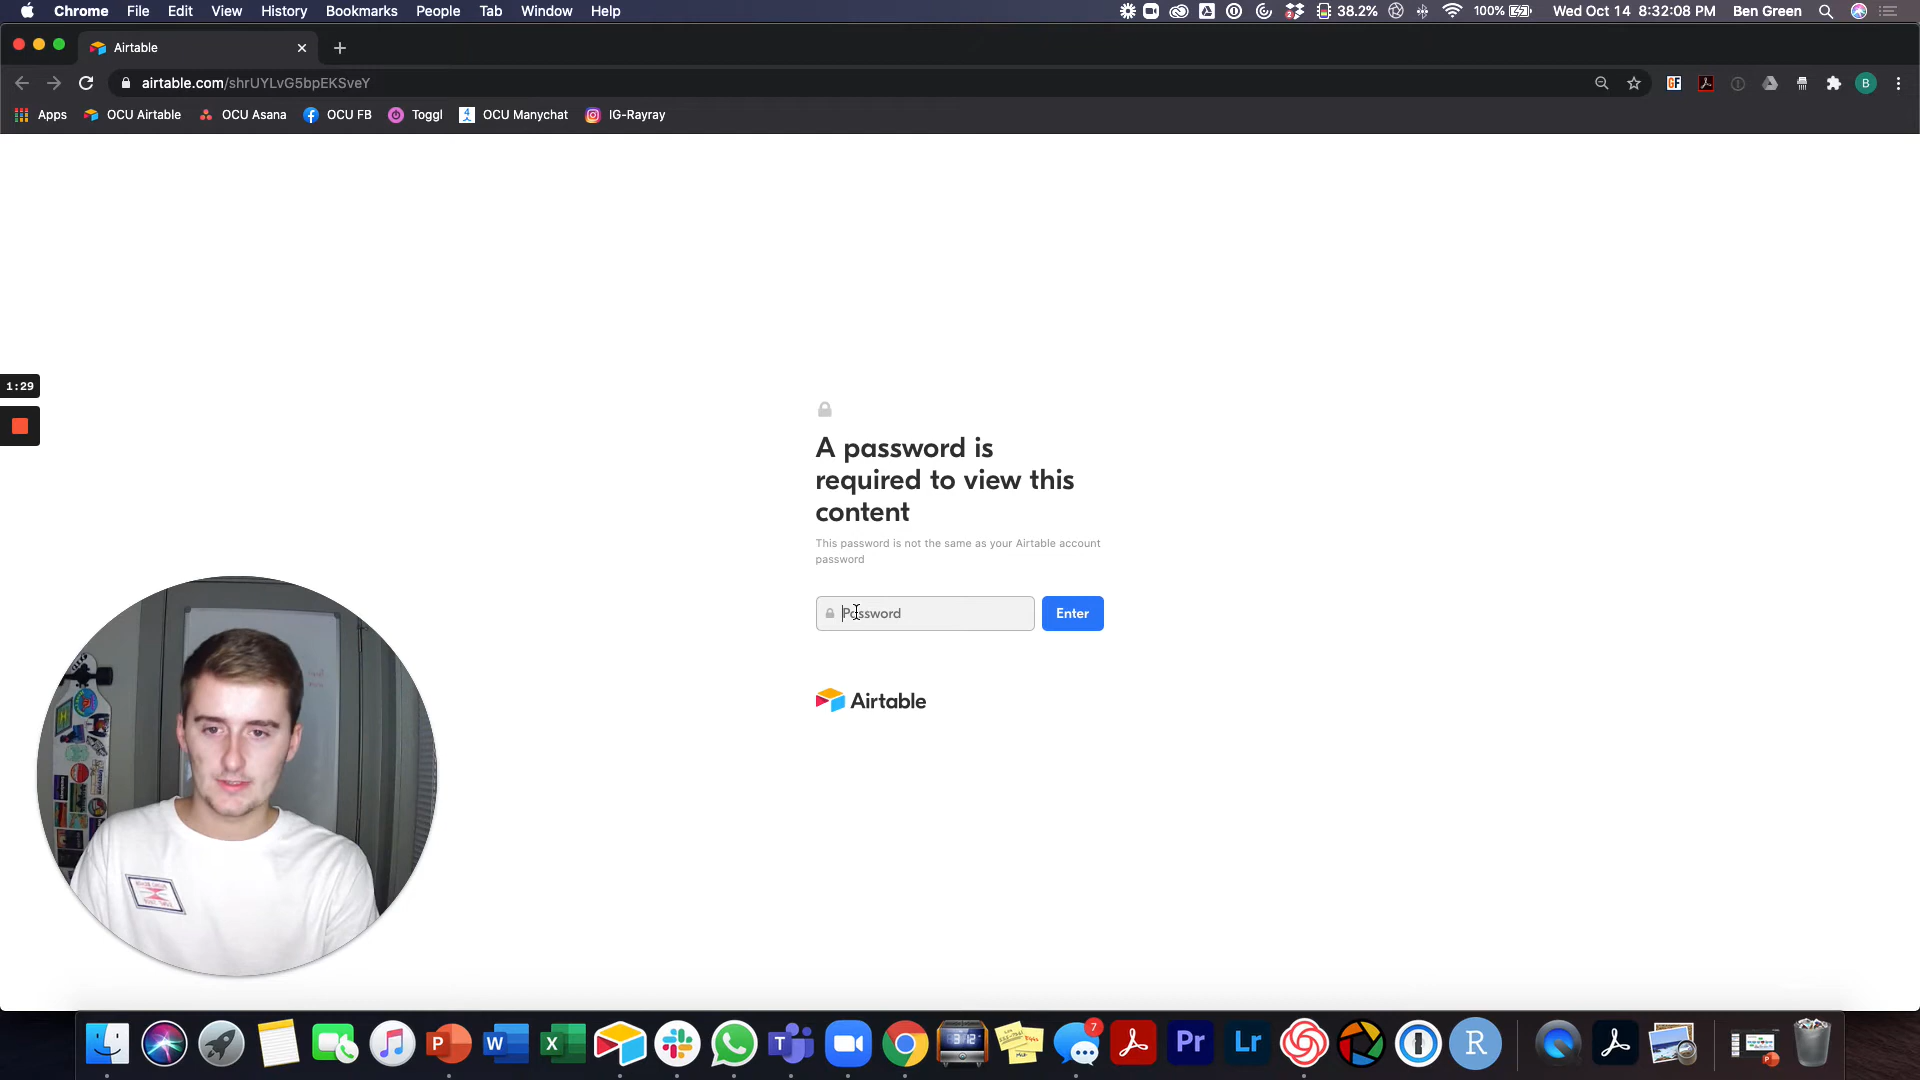 Chrome File Edit View History Bookmarks People Tab Window Help 38.2% 100% Wed Oct 14 8:32:08 PM Ben Green
Airtable
airtable.com/shrUYLvG5bpEKSveY
Apps OCU Airtable OCU Asana OCU FB Toggl OCU Manychat IG-Rayray
1:29
A password is
required to view this
content
This password is not the same as your Airtable account
password
Password Enter
Airtable